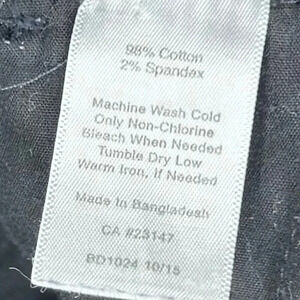 98% Cotton
2% Spandex
Machine Wash Cold
Only Non-Chlorine
Bleach When Needed
Tumble Dry Low
Warm Iron, If Needed
Made In Bangladesh
CA #23147
BD1024 10/15